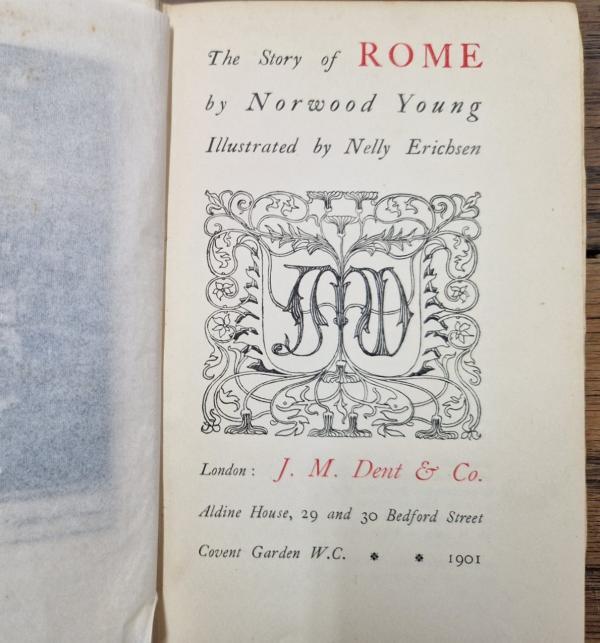 The Story of ROME
by Norwood Young
Illustrated by Nelly Erichsen
JMD
London: J. M. Dent & Co.
Aldine House, 29 and 30 Bedford Street
Covent Garden W.C. 1901